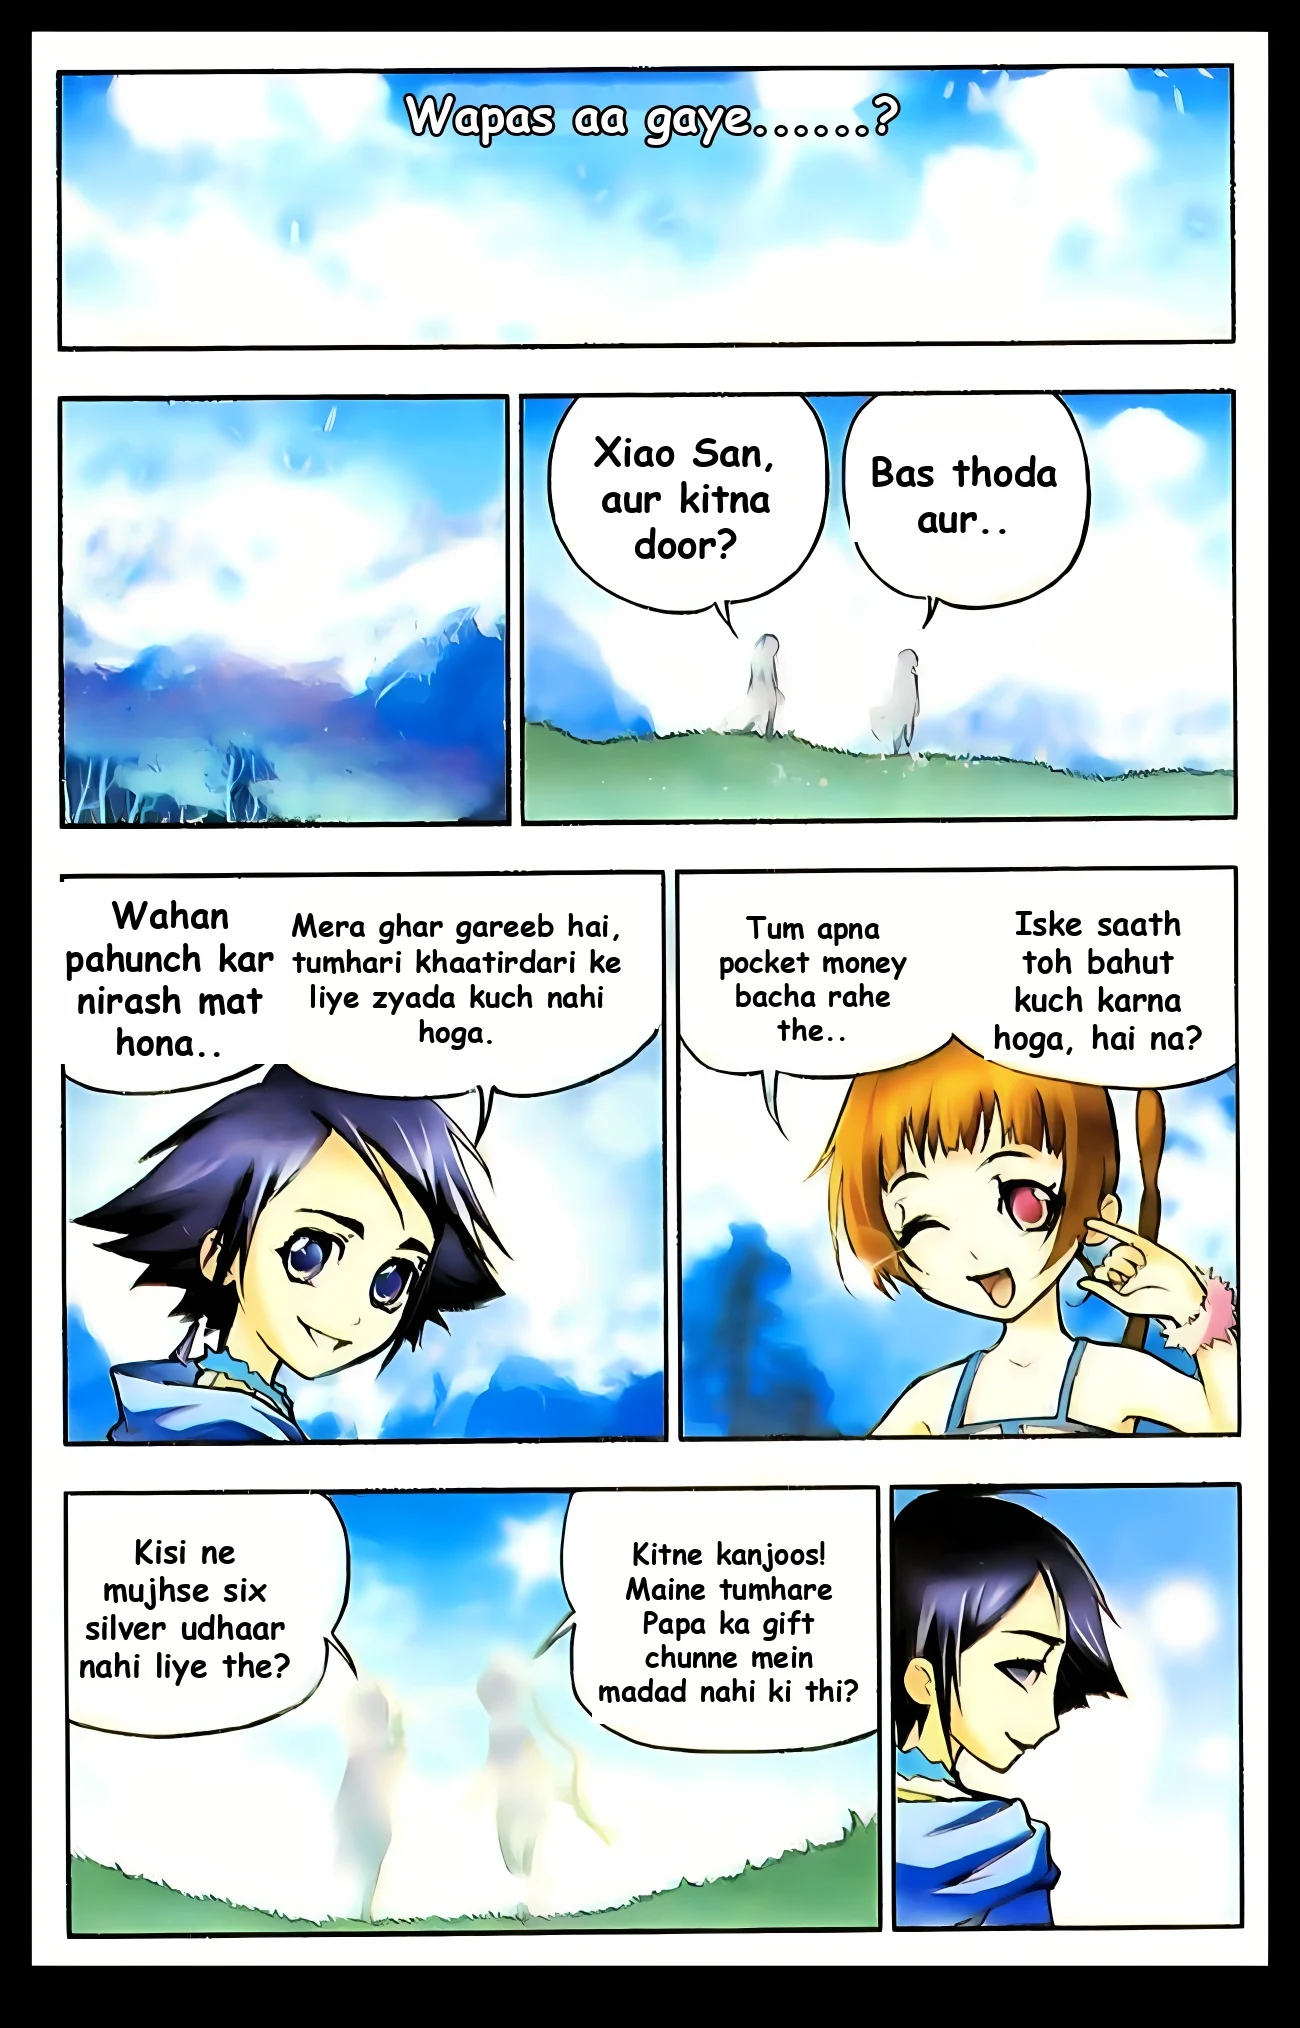 Wapas aa gaye......?
Xiao San,
aur kitna
door?
Bas thoda
aur..
Wahan
pahunch kar
nirash mat
hona..
Mera ghar gareeb hai,
tumhari khaatirdari ke
liye zyada kuch nahi
hoga.
Tum apna
pocket money
bacha rahe
the..
Iske saath
toh bahut
kuch karna
hoga, hai na?
Kisi ne
mujhse six
silver udhaar
nahi liye the?
Kitne kanjoos!
Maine tumhare
Papa ka gift
chunne mein
madad nahi ki thi?